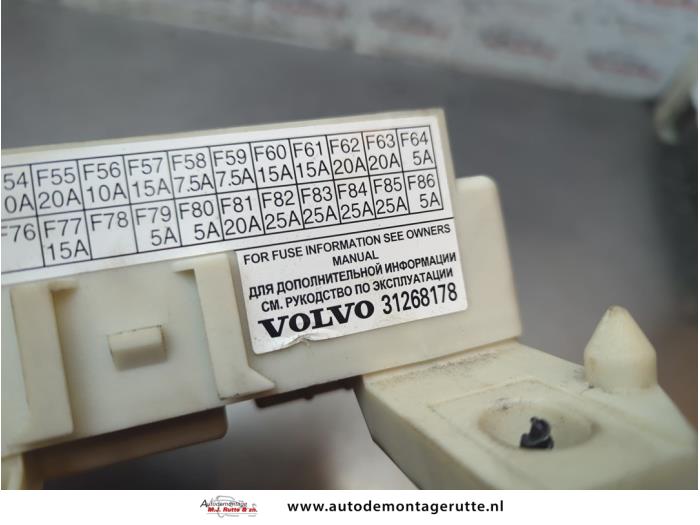 54 F55 F56 F57 F58 F59 F60 F61 F62 F63 F64
0A 20A 10A 15A 7.5A 7.5A 15A 15A 20A 20A 5A
F76 F77 F78 F79 F80 F81 F82 F83 F84 F85 F86
15A 5A 5A 20A 25A 25A 25A 25A 5A
FOR FUSE INFORMATION SEE OWNERS
MANUAL
ДЛЯ ДОПОЛНИТЕЛЬНОЙ ИНФОРМАЦИИ
СМ. РУКОДСТВО ПО ЭКСПЛУАТАЦИИ
VOLVO 31268178
Autodemontage
M.J. Rutte & zn.
www.autodemontagerutte.nl